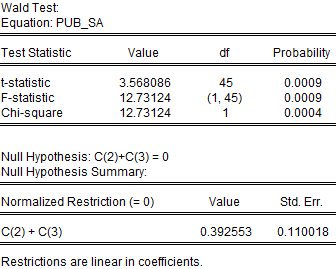 Wald Test:
Equation: PUB_SA
Test Statistic Value df Probability
t-statistic 3.568086 45 0.0009
F-statistic 12.73124 (1, 45) 0.0009
Chi-square 12.73124 1 0.0004
Null Hypothesis: C(2)+C(3) = 0
Null Hypothesis Summary:
Normalized Restriction (= 0) Value Std. Err.
C(2) + C(3) 0.392553 0.110018
Restrictions are linear in coefficients.